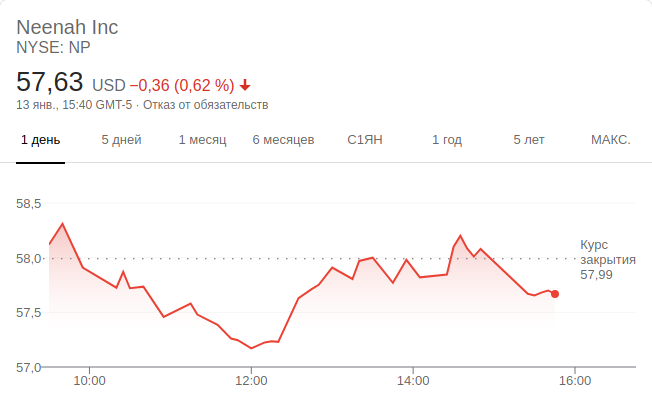 Neenah Inc
NYSE: NP
57,63 USD −0,36 (0,62 %)
13 янв., 15:40 GMT-5 · Отказ от обязательств
1 день 5 дней 1 месяц 6 месяцев С1ЯН 1 год 5 лет МАКС.
58,5
58,0
57,5
57,0
Курс
закрытия
57,99
10:00 12:00 14:00 16:00